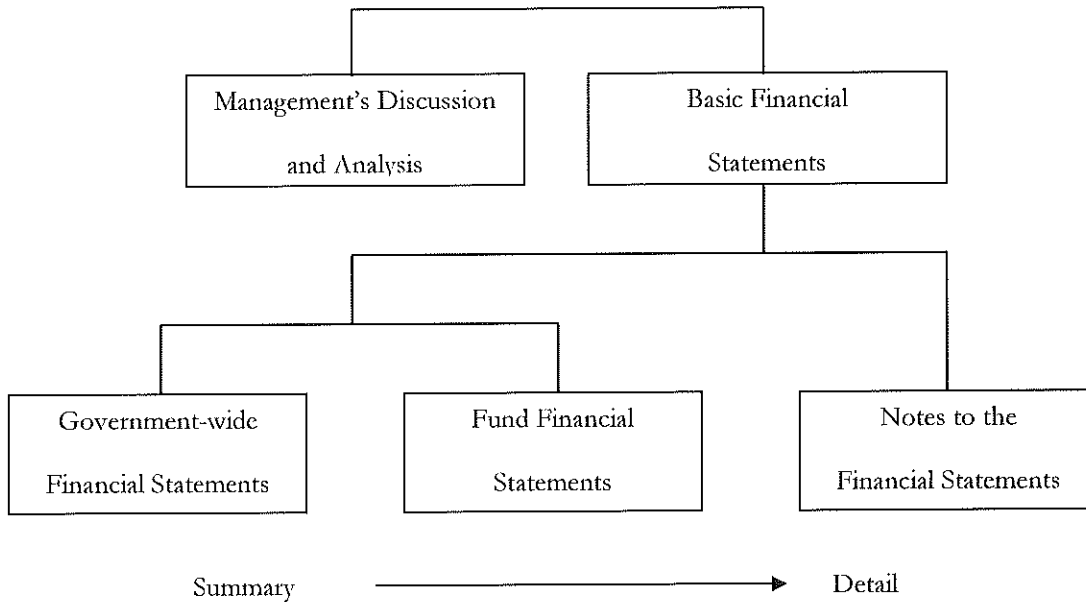 Management's Discussion
and Analysis
Basic Financial
Statements
Government-wide
Financial Statements
Fund Financial
Statements
Notes to the
Financial Statements
Summary
Detail